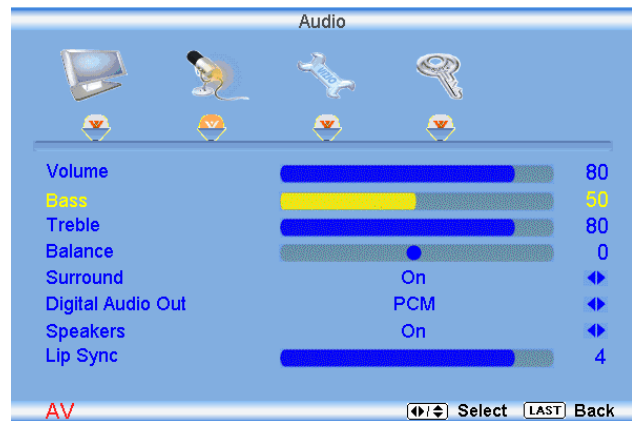 Audio
Volume 80
Bass 50
Treble 80
Balance 0
Surround On
Digital Audio Out PCM
Speakers On
Lip Sync 4
AV Select LAST Back